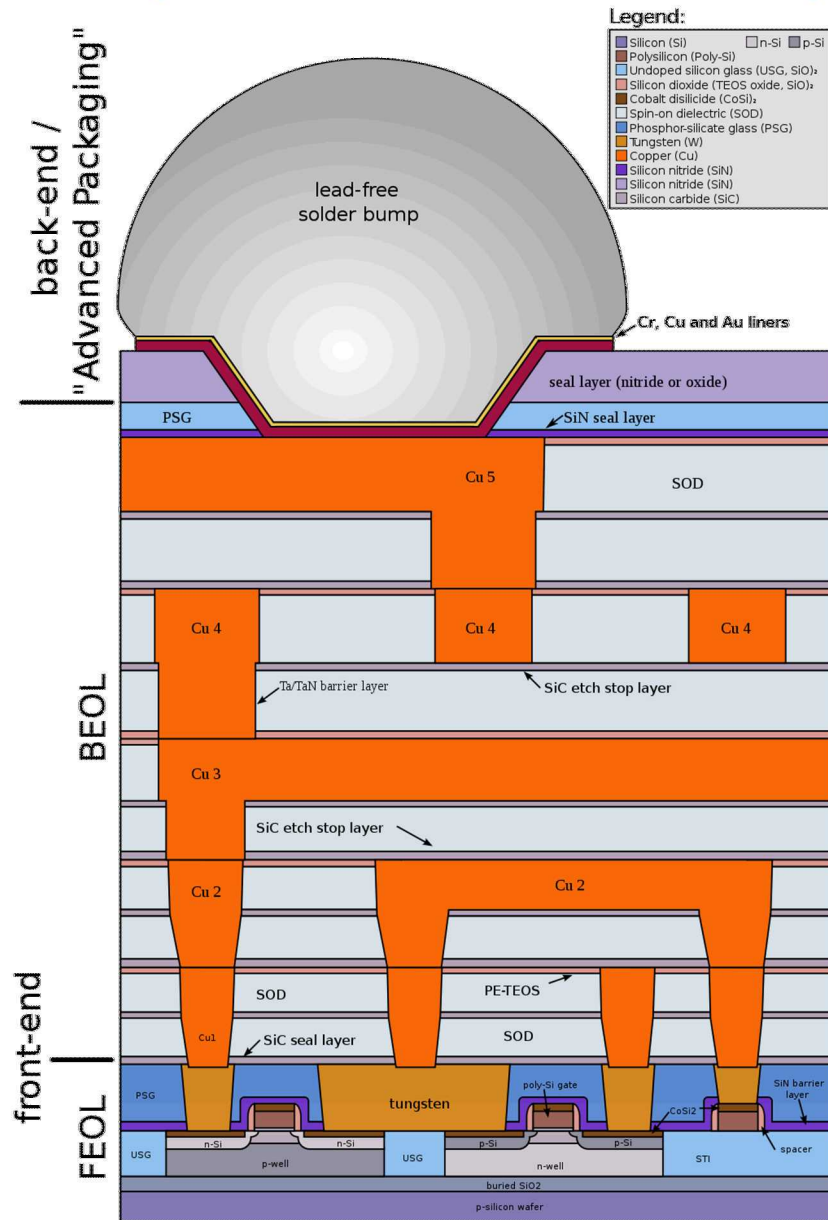 Legend:
Silicon (Si) n-Si p-Si
Polysilicon (Poly-Si)
Undoped silicon glass (USG, SiO)₂
Silicon dioxide (TEOS oxide, SiO)₂
Cobalt disilicide (CoSi)₂
Spin-on dielectric (SOD)
Phosphor-silicate glass (PSG)
Tungsten (W)
Copper (Cu)
Silicon nitride (SiN)
Silicon nitride (SiN)
Silicon carbide (SiC)
back-end /
"Advanced Packaging"
lead-free
solder bump
Cr, Cu and Au liners
seal layer (nitride or oxide)
PSG
SiN seal layer
Cu 5
SOD
BEOL
Cu 4
Cu 4
Cu 4
SiC etch stop layer
Ta/TaN barrier layer
Cu 3
SiC etch stop layer
Cu 2
Cu 2
front-end
SOD
PE-TEOS
Cu1
SiC seal layer
SOD
FEOL
PSG
tungsten
poly-Si gate
CoSi2
SiN barrier
layer
spacer
n-Si
n-Si
p-Si
p-Si
USG
p-well
USG
n-well
STI
buried SiO2
p-silicon wafer